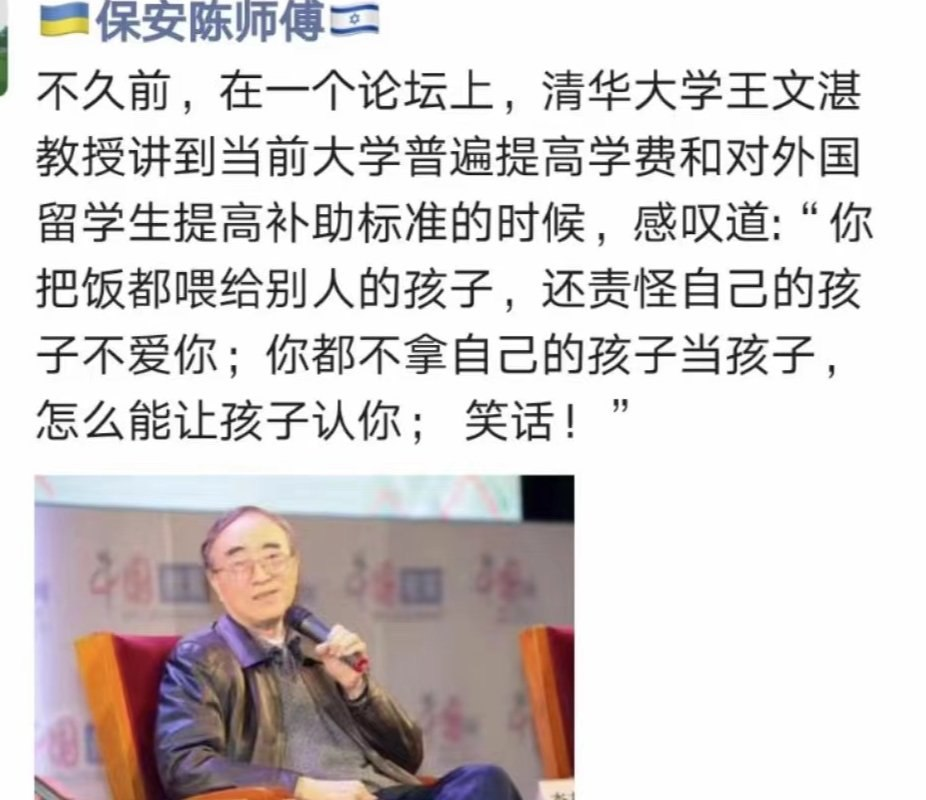 🇺🇦保安陈师傅🇮🇱
不久前，在一个论坛上，清华大学王文湛
教授讲到当前大学普遍提高学费和对外国
留学生提高补助标准的时候，感叹道:“你
把饭都喂给别人的孩子，还责怪自己的孩
子不爱你；你都不拿自己的孩子当孩子，
怎么能让孩子认你； 笑话！”
中国
中国